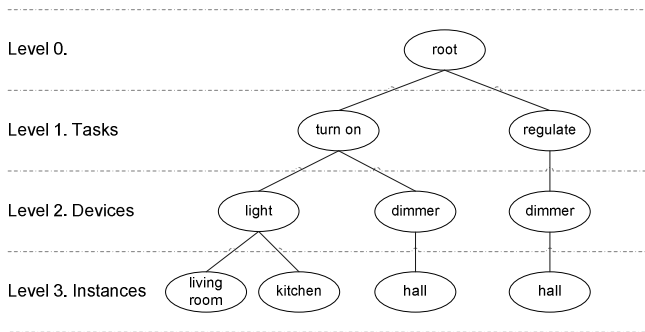 Level 0.
root
Level 1. Tasks
turn on
regulate
Level 2. Devices
light
dimmer
dimmer
Level 3. Instances
living
room
kitchen
hall
hall